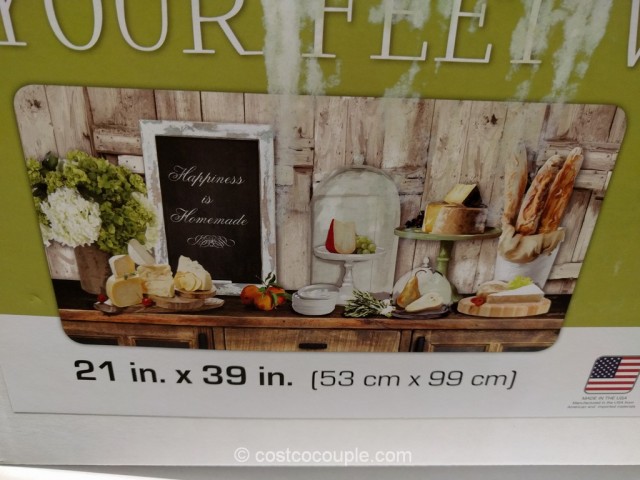 YOUR FEET
Happiness
is
Homemade
21 in. x 39 in. (53 cm x 99 cm)
MADE IN THE USA
© costcocouple.com